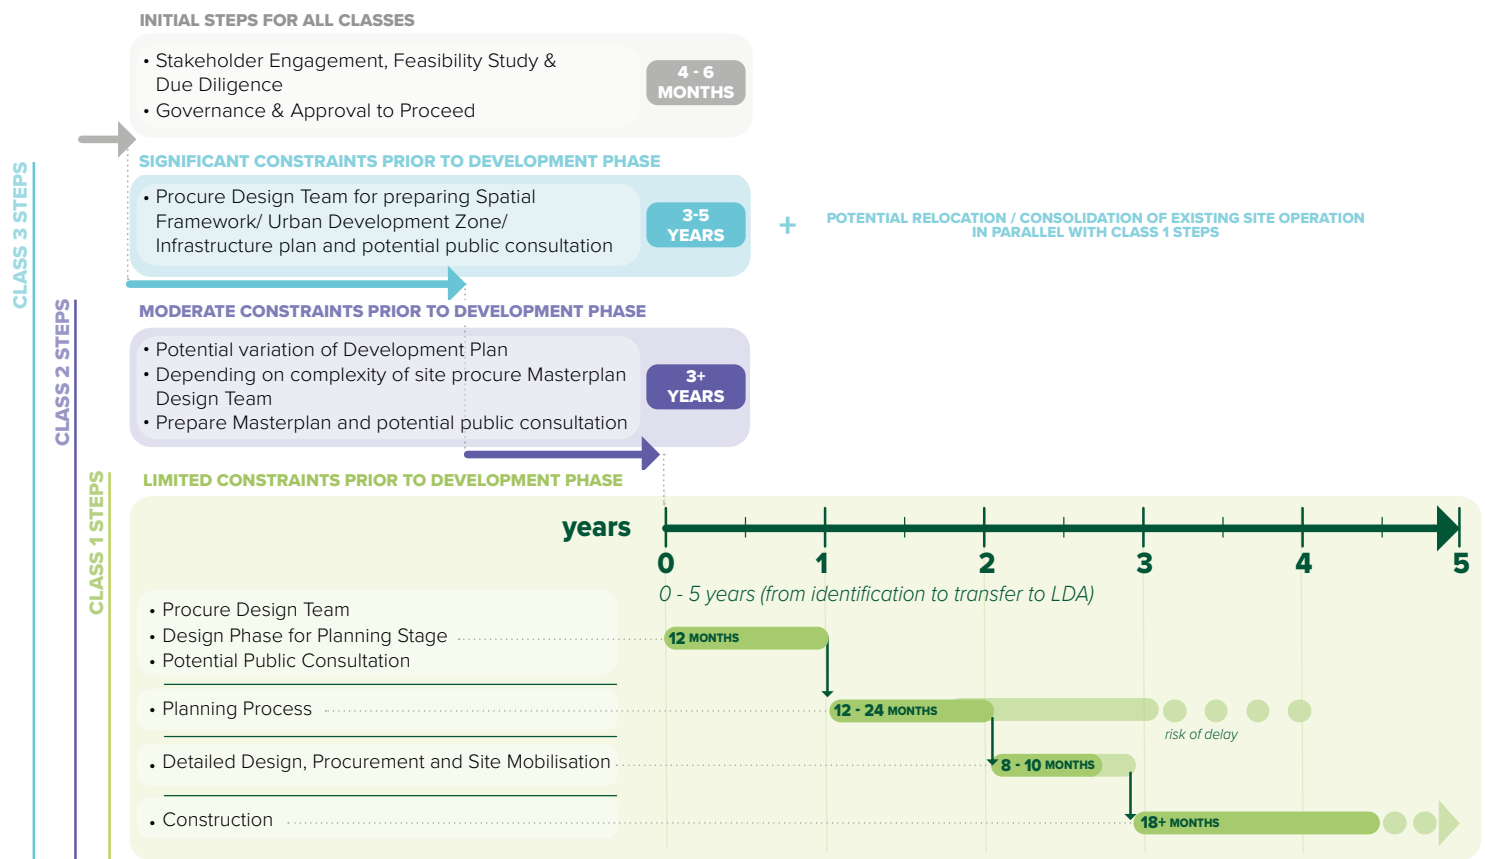 INITIAL STEPS FOR ALL CLASSES
• Stakeholder Engagement, Feasibility Study &
Due Diligence
• Governance & Approval to Proceed
4 - 6
MONTHS
CLASS 3 STEPS
SIGNIFICANT CONSTRAINTS PRIOR TO DEVELOPMENT PHASE
• Procure Design Team for preparing Spatial
Framework/ Urban Development Zone/
Infrastructure plan and potential public consultation
3-5
YEARS
+
POTENTIAL RELOCATION / CONSOLIDATION OF EXISTING SITE OPERATION
IN PARALLEL WITH CLASS 1 STEPS
CLASS 2 STEPS
MODERATE CONSTRAINTS PRIOR TO DEVELOPMENT PHASE
• Potential variation of Development Plan
• Depending on complexity of site procure Masterplan
Design Team
• Prepare Masterplan and potential public consultation
3+
YEARS
CLASS 1 STEPS
LIMITED CONSTRAINTS PRIOR TO DEVELOPMENT PHASE
years
0 1 2 3 4 5
0 - 5 years (from identification to transfer to LDA)
• Procure Design Team
• Design Phase for Planning Stage
• Potential Public Consultation
12 MONTHS
• Planning Process
12 - 24 MONTHS
risk of delay
• Detailed Design, Procurement and Site Mobilisation
8 - 10 MONTHS
• Construction
18+ MONTHS